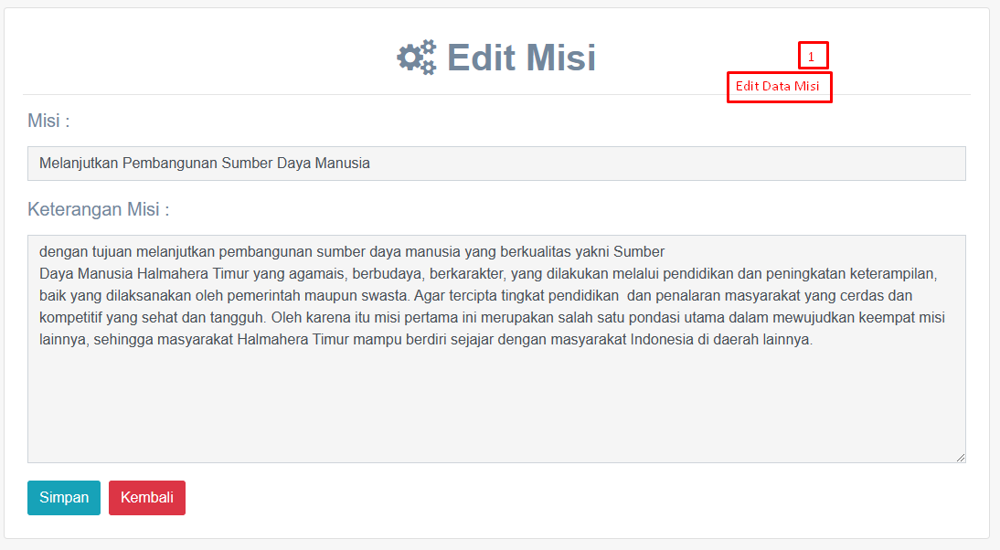 Edit Misi
1
Edit Data Misi
Misi :
Melanjutkan Pembangunan Sumber Daya Manusia
Keterangan Misi :
dengan tujuan melanjutkan pembangunan sumber daya manusia yang berkualitas yakni Sumber
Daya Manusia Halmahera Timur yang agamais, berbudaya, berkarakter, yang dilakukan melalui pendidikan dan peningkatan keterampilan,
baik yang dilaksanakan oleh pemerintah maupun swasta. Agar tercipta tingkat pendidikan  dan penalaran masyarakat yang cerdas dan
kompetitif yang sehat dan tangguh. Oleh karena itu misi pertama ini merupakan salah satu pondasi utama dalam mewujudkan keempat misi
lainnya, sehingga masyarakat Halmahera Timur mampu berdiri sejajar dengan masyarakat Indonesia di daerah lainnya.
Simpan Kembali